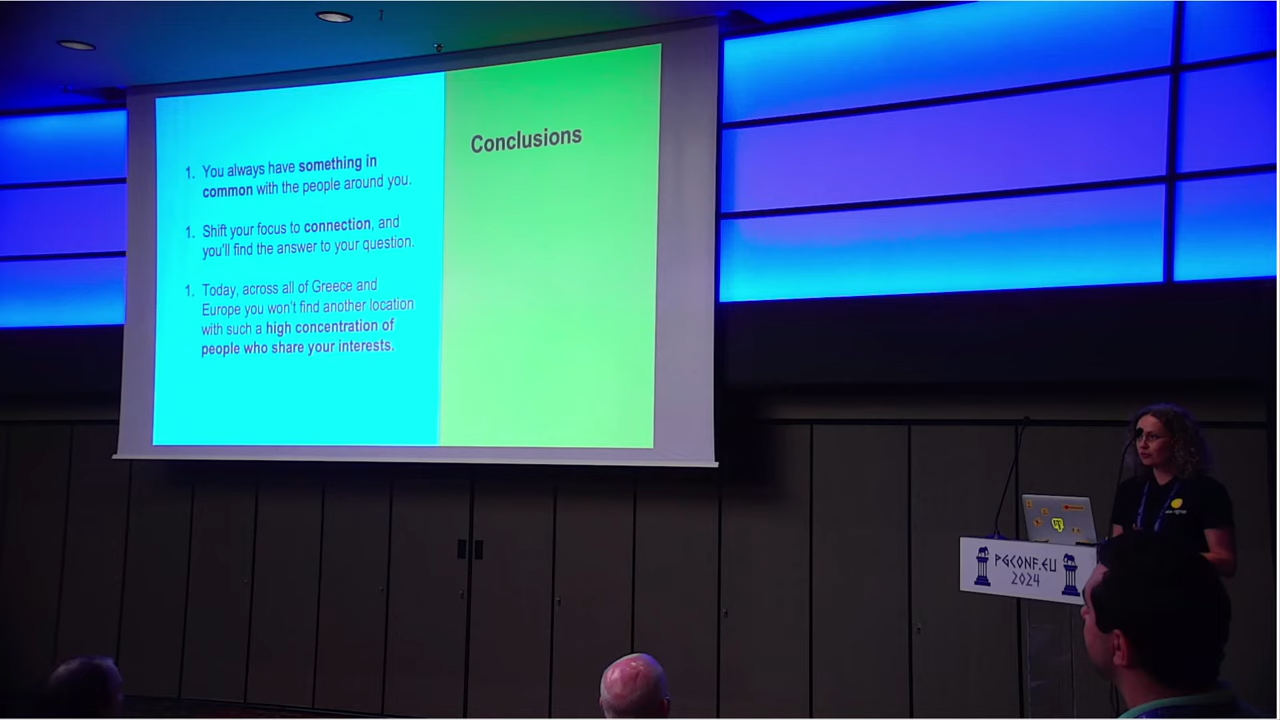 Conclusions
1. You always have something in
common with the people around you.
1. Shift your focus to connection, and
you'll find the answer to your question.
1. Today, across all of Greece and
Europe you won't find another location
with such a high concentration of
people who share your interests.
PGCONF.EU
2024